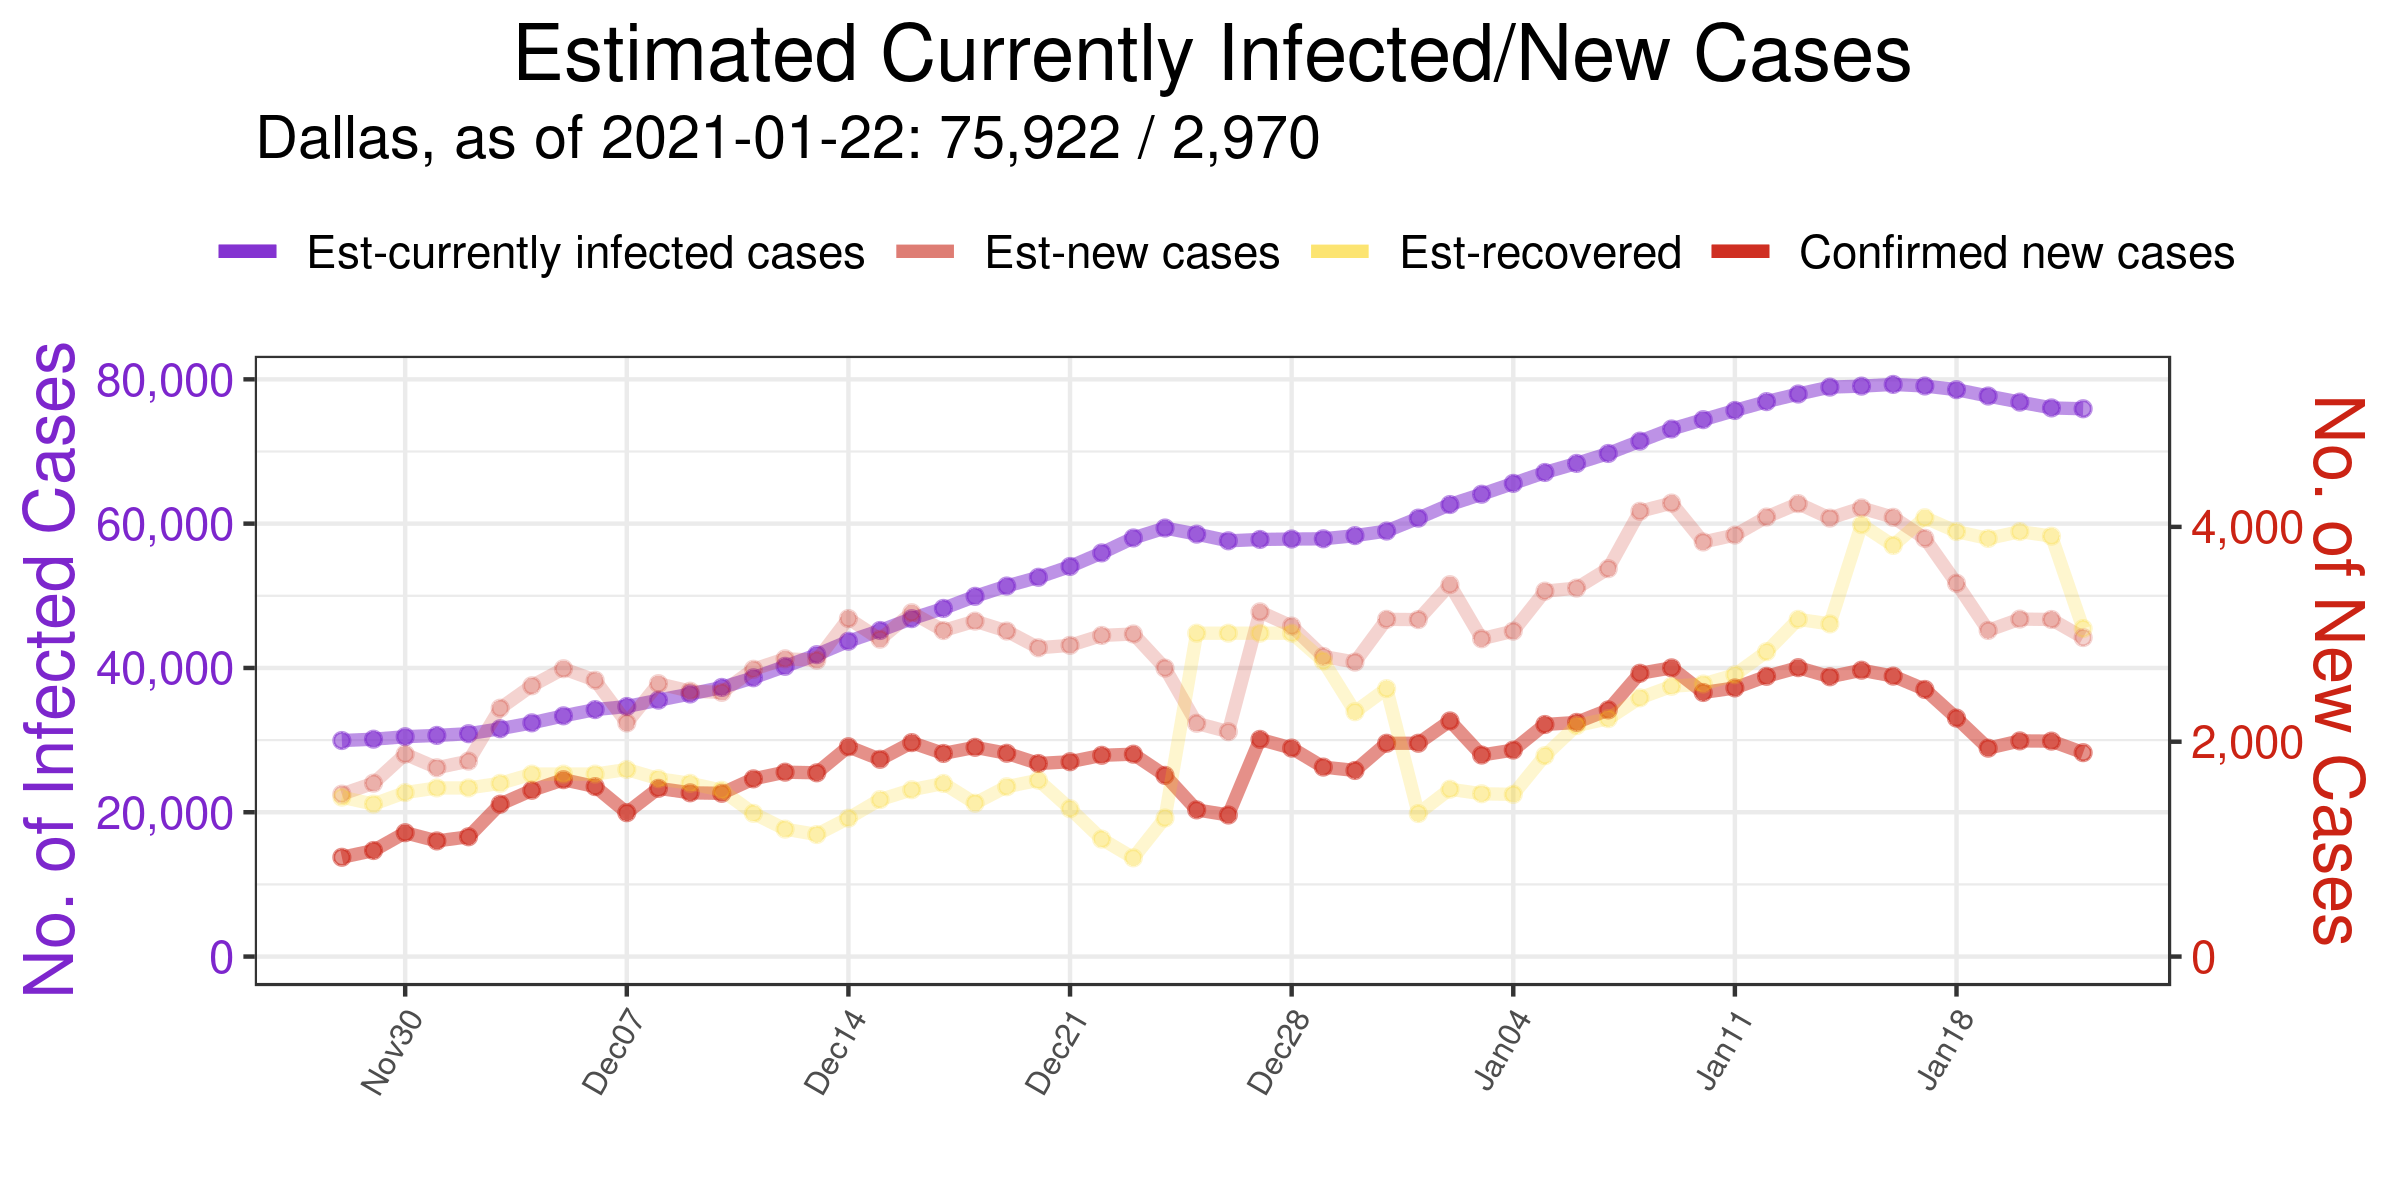 Estimated Currently Infected/New Cases
Dallas, as of 2021-01-22: 75,922 / 2,970
Est-currently infected cases Est-new cases Est-recovered Confirmed new cases
No. of Infected Cases
80,000
60,000
40,000
20,000
0
No. of New Cases
4,000
2,000
0
Nov30 Dec07 Dec14 Dec21 Dec28 Jan04 Jan11 Jan18